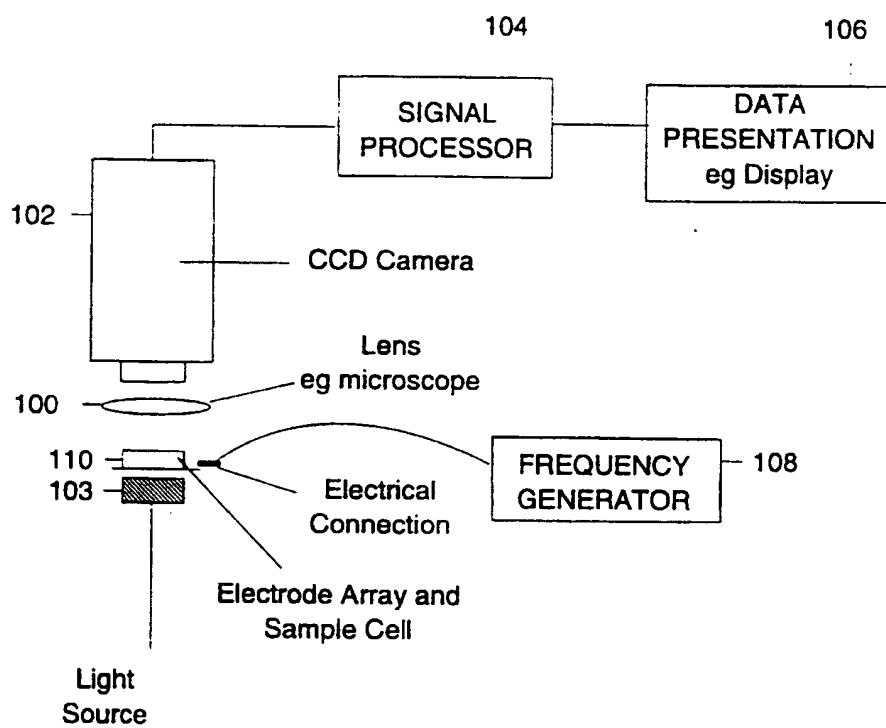 104
106
SIGNAL
PROCESSOR
DATA
PRESENTATION
eg Display
102
CCD Camera
Lens
eg microscope
100
110
103
FREQUENCY
GENERATOR
108
Electrical
Connection
Electrode Array and
Sample Cell
Light
Source